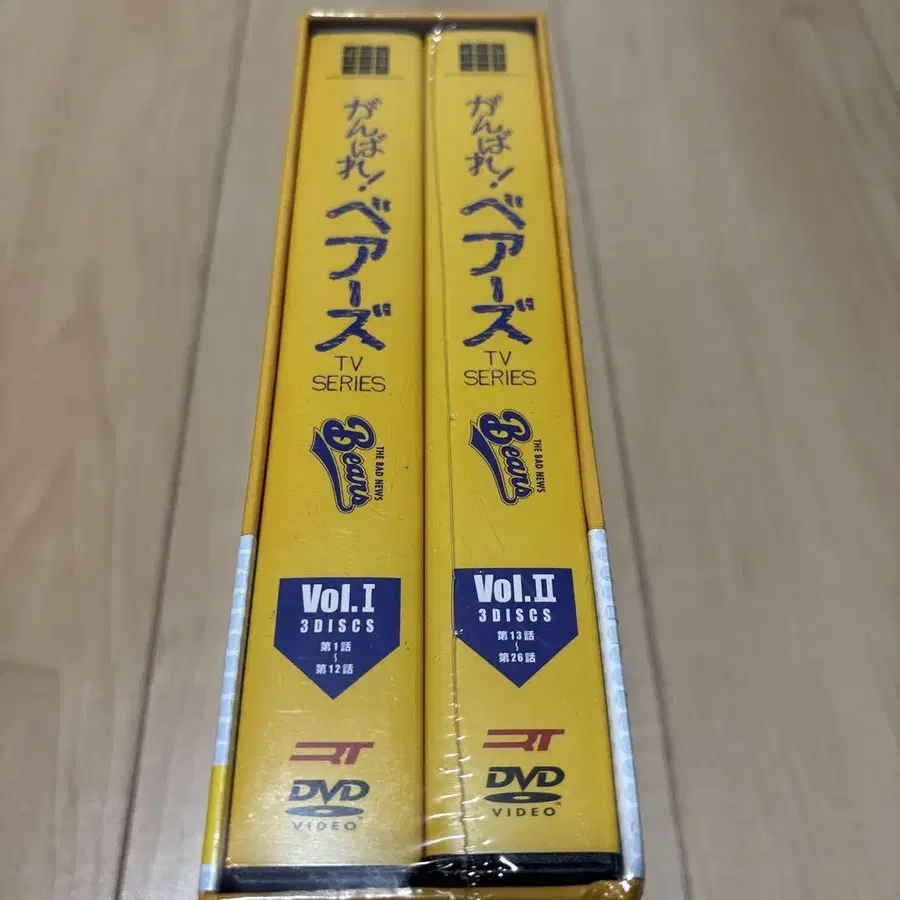 がんばれ!
ベアーズ
TV
SERIES
THE BAD NEWS
Bears
Vol.I
3DISCS
第1話
~
第12話
RT
DVD
VIDEO
がんばれ!
ベアーズ
TV
SERIES
THE BAD NEWS
Bears
Vol.II
3DISCS
第13話
~
第26話
RT
DVD
VIDEO